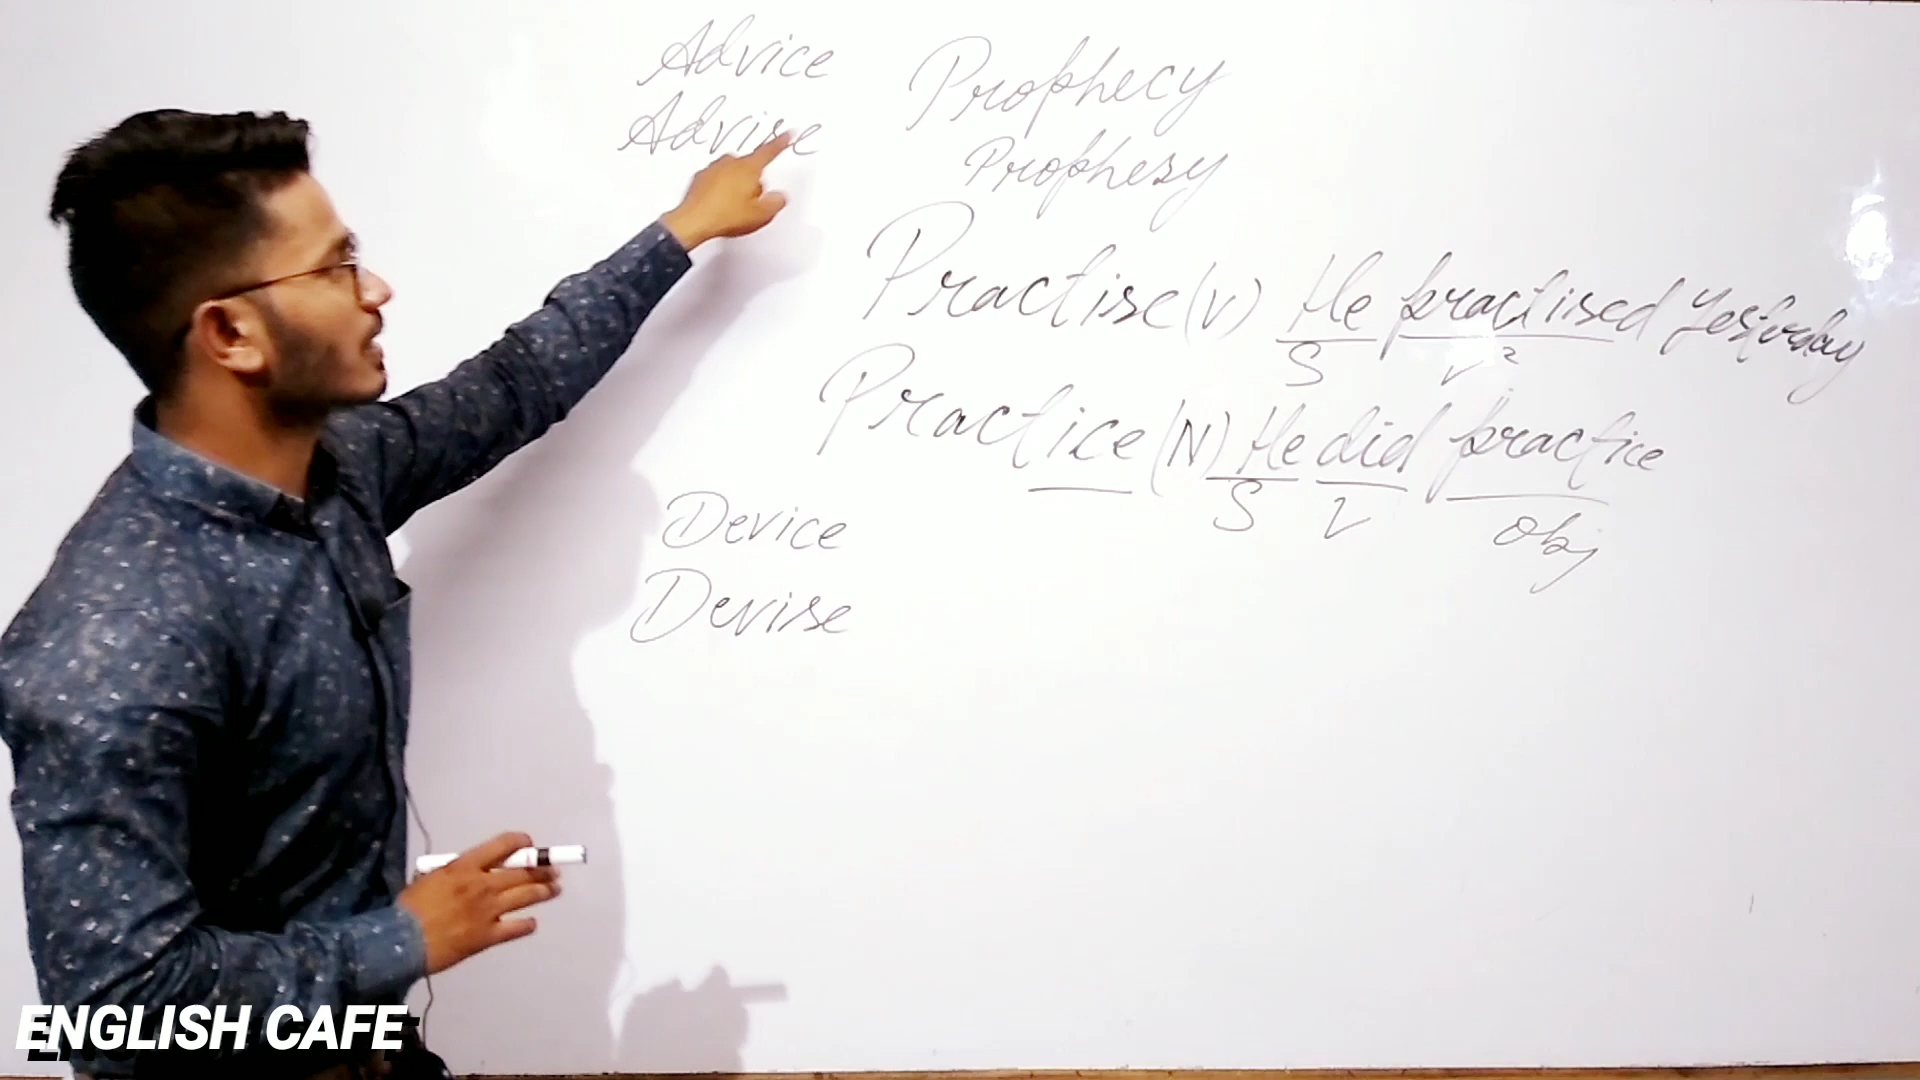 Advice
Advise
Prophecy
Prophesy
Practise (V) He practised Yesterday
S V²
Practice (N) He did practice
S V obj
Device
Devise
ENGLISH CAFE